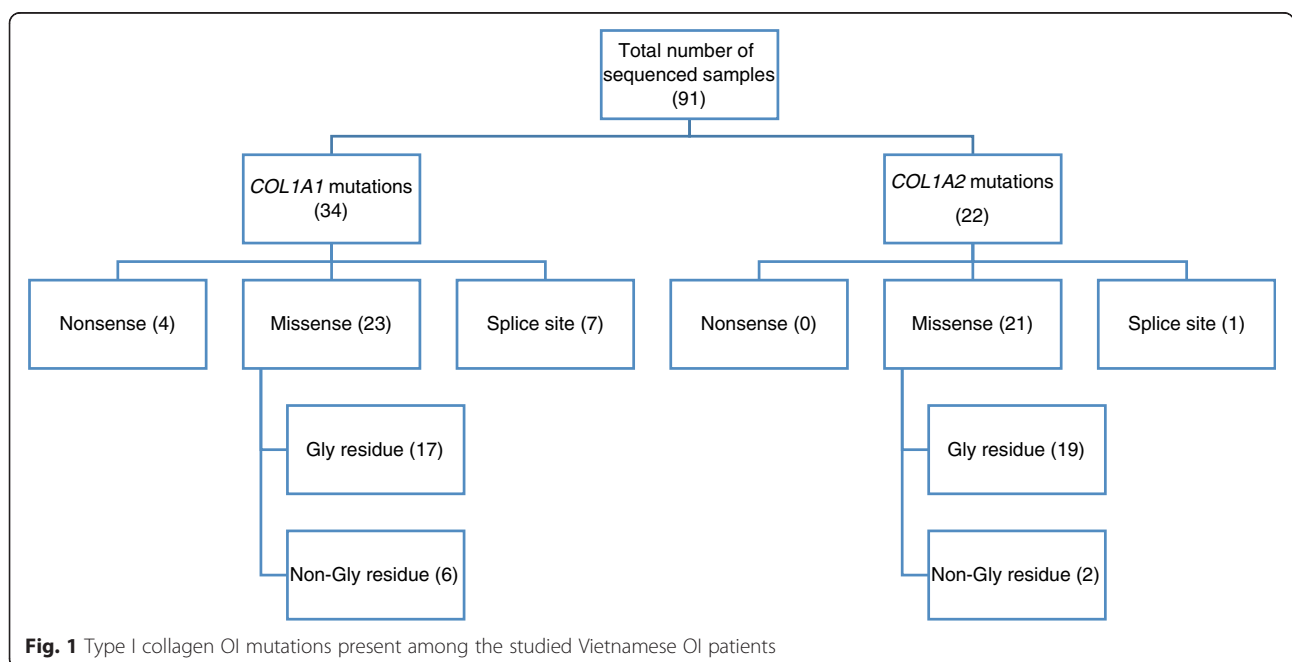 Total number of
sequenced samples
(91)
COL1A1 mutations
(34)
COL1A2 mutations
(22)
Nonsense (4)
Missense (23)
Splice site (7)
Nonsense (0)
Missense (21)
Splice site (1)
Gly residue (17)
Gly residue (19)
Non-Gly residue (6)
Non-Gly residue (2)
Fig. 1 Type I collagen OI mutations present among the studied Vietnamese OI patients